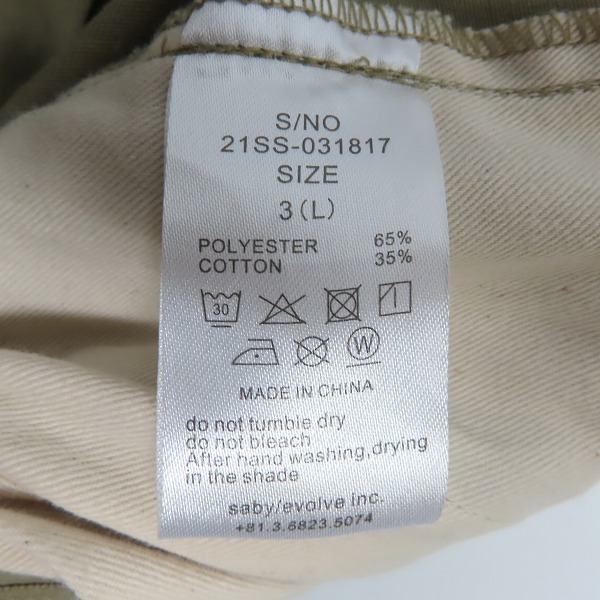 S/NO
21SS-031817
SIZE
3(L)
POLYESTER 65%
COTTON 35%
30
W
MADE IN CHINA
do not tumble dry
do not bleach
After hand washing,drying
in the shade
saby/evolve inc.
+81.3.6823.5074